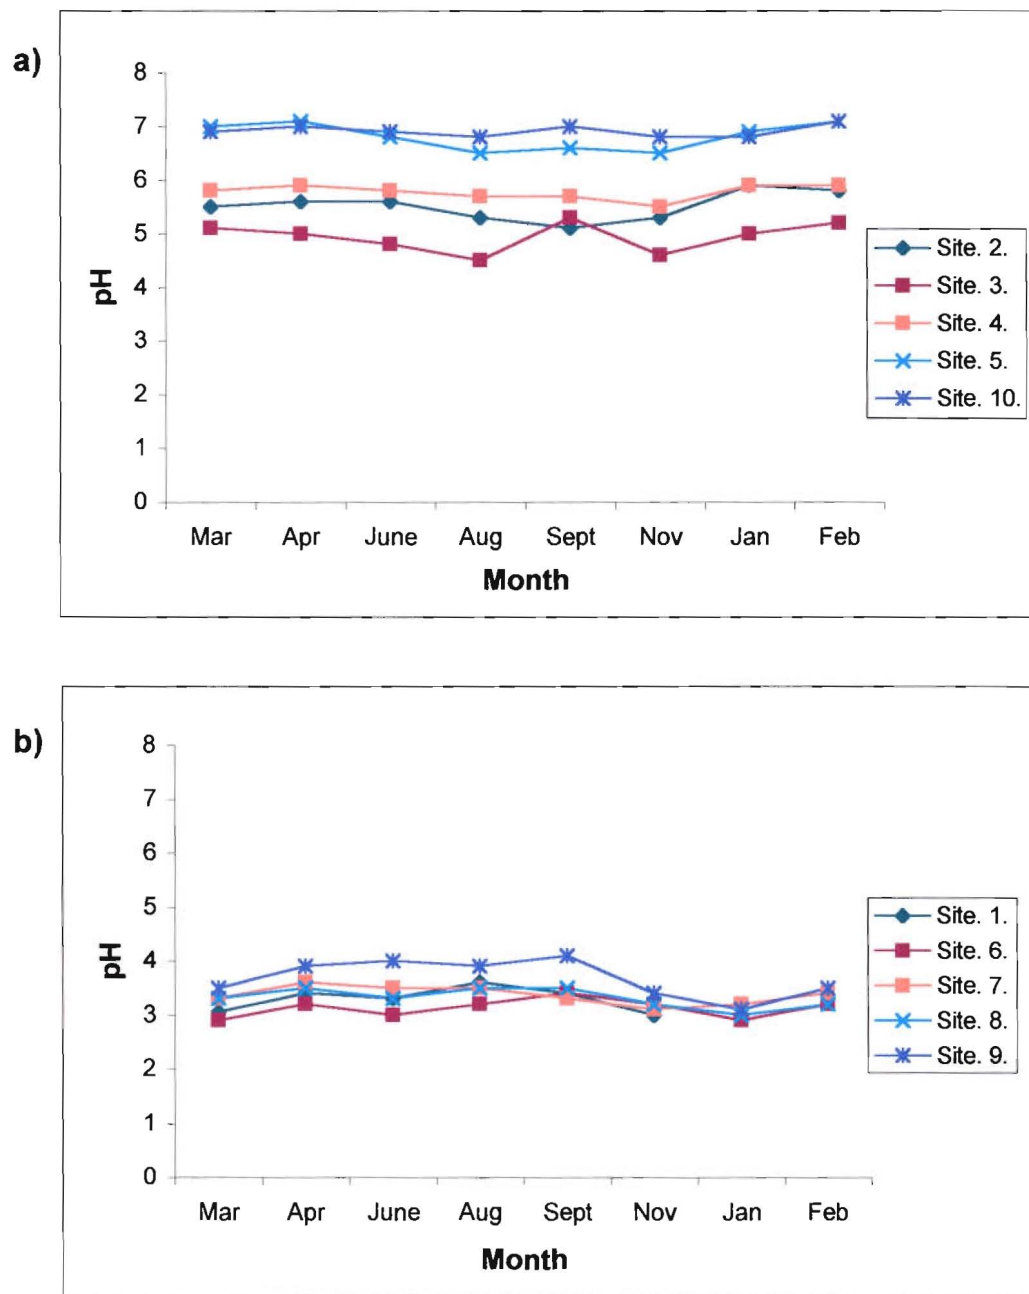 a)
8
7
6
5
4
3
2
1
0
pH
Mar Apr June Aug Sept Nov Jan Feb
Month
Site. 2.
Site. 3.
Site. 4.
Site. 5.
Site. 10.
b)
8
7
6
5
4
3
2
1
0
pH
Mar Apr June Aug Sept Nov Jan Feb
Month
Site. 1.
Site. 6.
Site. 7.
Site. 8.
Site. 9.